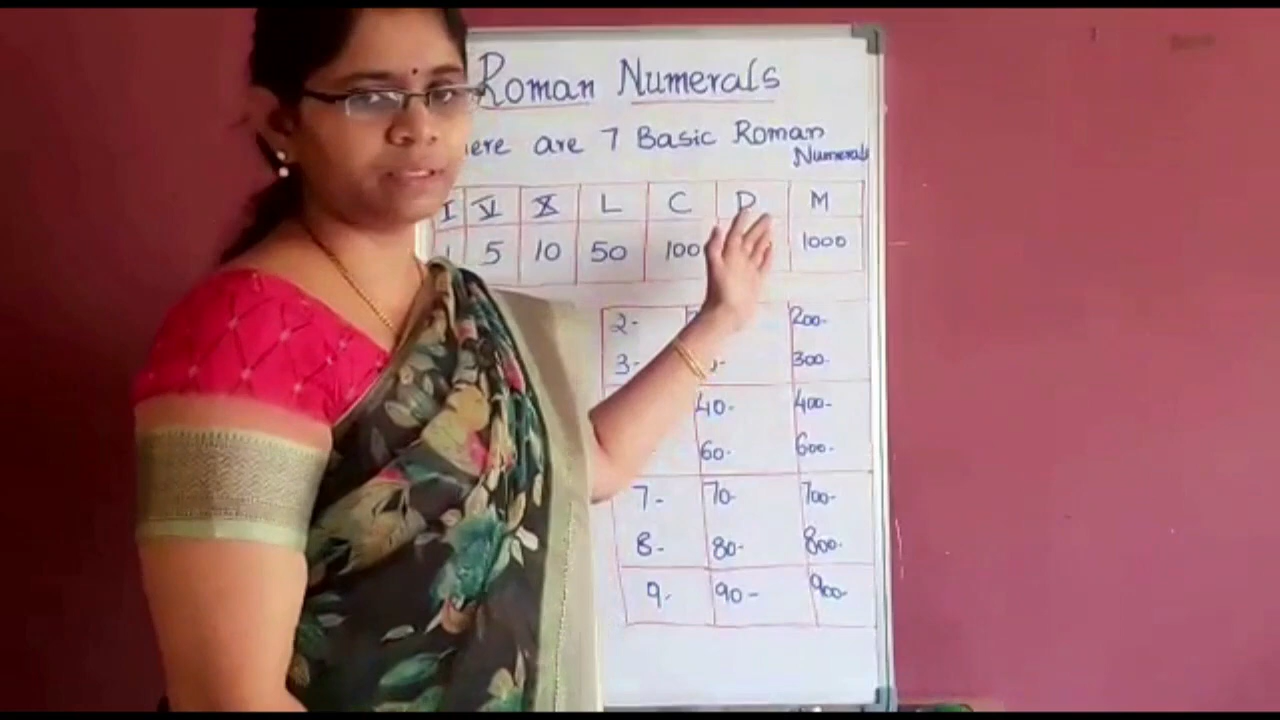 Roman Numerals
ere are 7 Basic Roman
Numerals
I V X L C D M
1 5 10 50 100 1000
2- 200-
3- 300-
40- 400-
60- 600-
7- 70- 700-
8- 80- 800-
9- 90- 900-